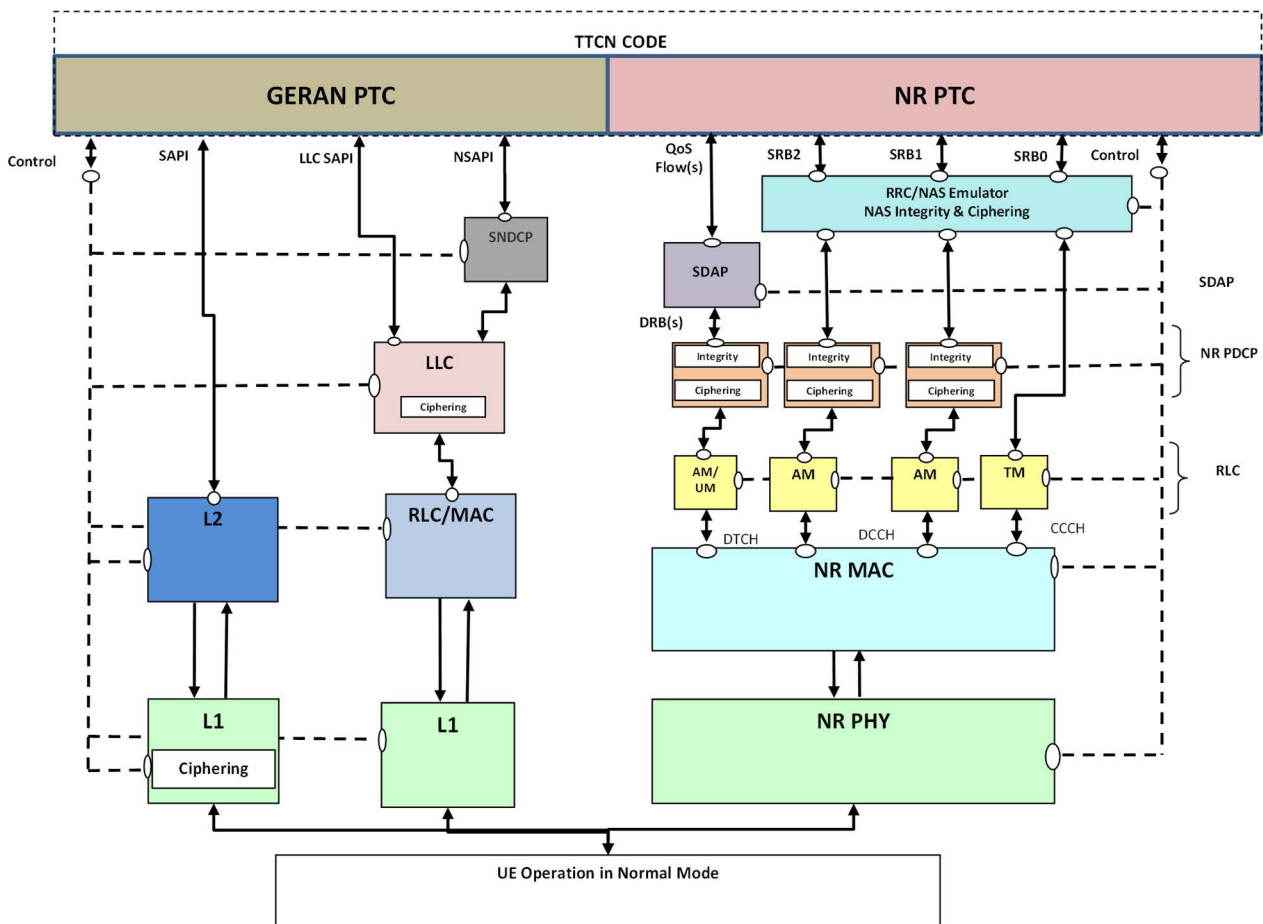 TTCN CODE
GERAN PTC
NR PTC
Control
SAPI
LLC SAPI
NSAPI
QoS
Flow(s)
SRB2
SRB1
SRB0
Control
RRC/NAS Emulator
NAS Integrity & Ciphering
SNDCP
SDAP
SDAP
DRB(s)
Integrity
Ciphering
Integrity
Ciphering
Integrity
Ciphering
NR PDCP
LLC
Ciphering
AM/
UM
AM
AM
TM
RLC
L2
RLC/MAC
DTCH
DCCH
CCCH
NR MAC
L1
Ciphering
L1
NR PHY
UE Operation in Normal Mode